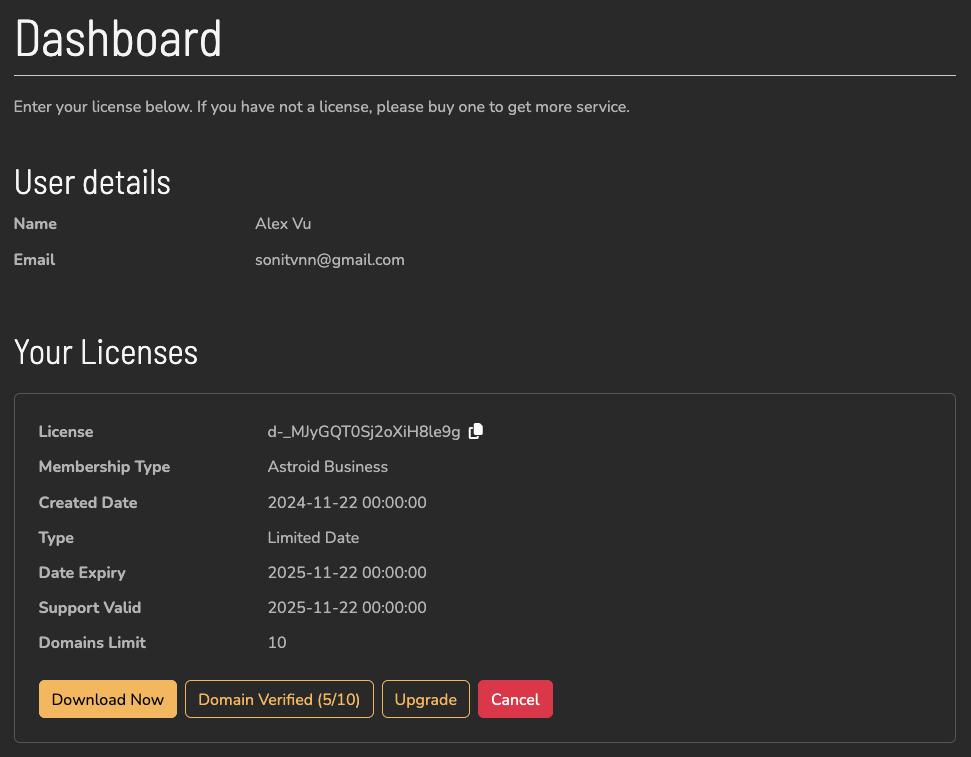 Dashboard
Enter your license below. If you have not a license, please buy one to get more service.
User details
Name Alex Vu
Email sonitvnn@gmail.com
Your Licenses
License d-_MJyGQT0Sj2oXiH8le9g
Membership Type Astroid Business
Created Date 2024-11-22 00:00:00
Type Limited Date
Date Expiry 2025-11-22 00:00:00
Support Valid 2025-11-22 00:00:00
Domains Limit 10
Download Now Domain Verified (5/10) Upgrade Cancel